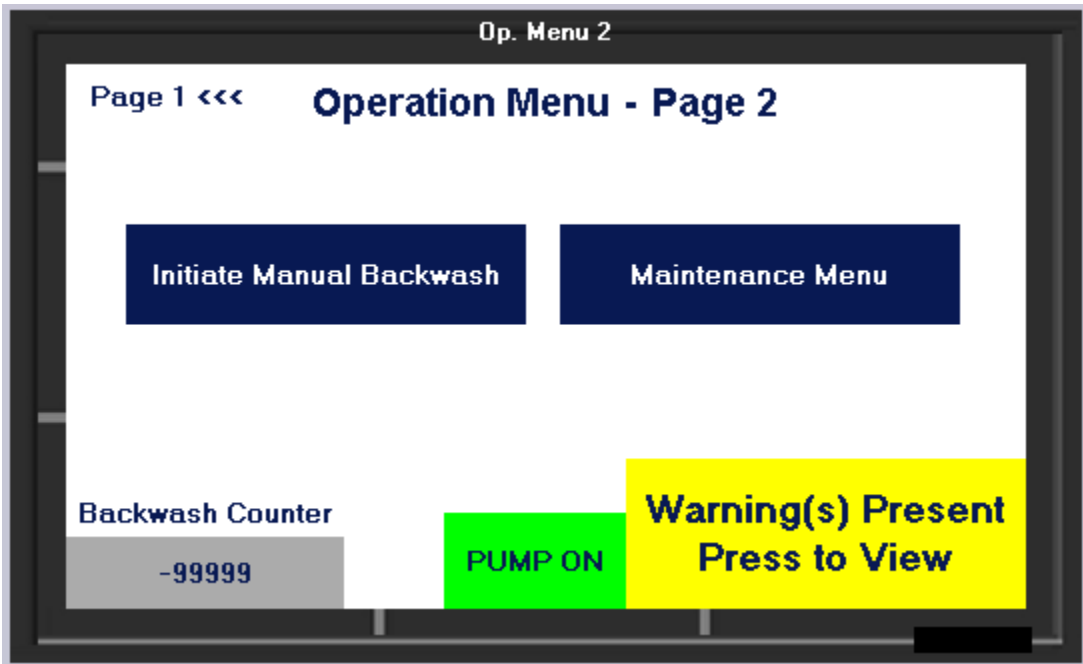 Op. Menu 2
Page 1 <<<
Operation Menu - Page 2
Initiate Manual Backwash
Maintenance Menu
Backwash Counter
-99999
PUMP ON
Warning(s) Present
Press to View